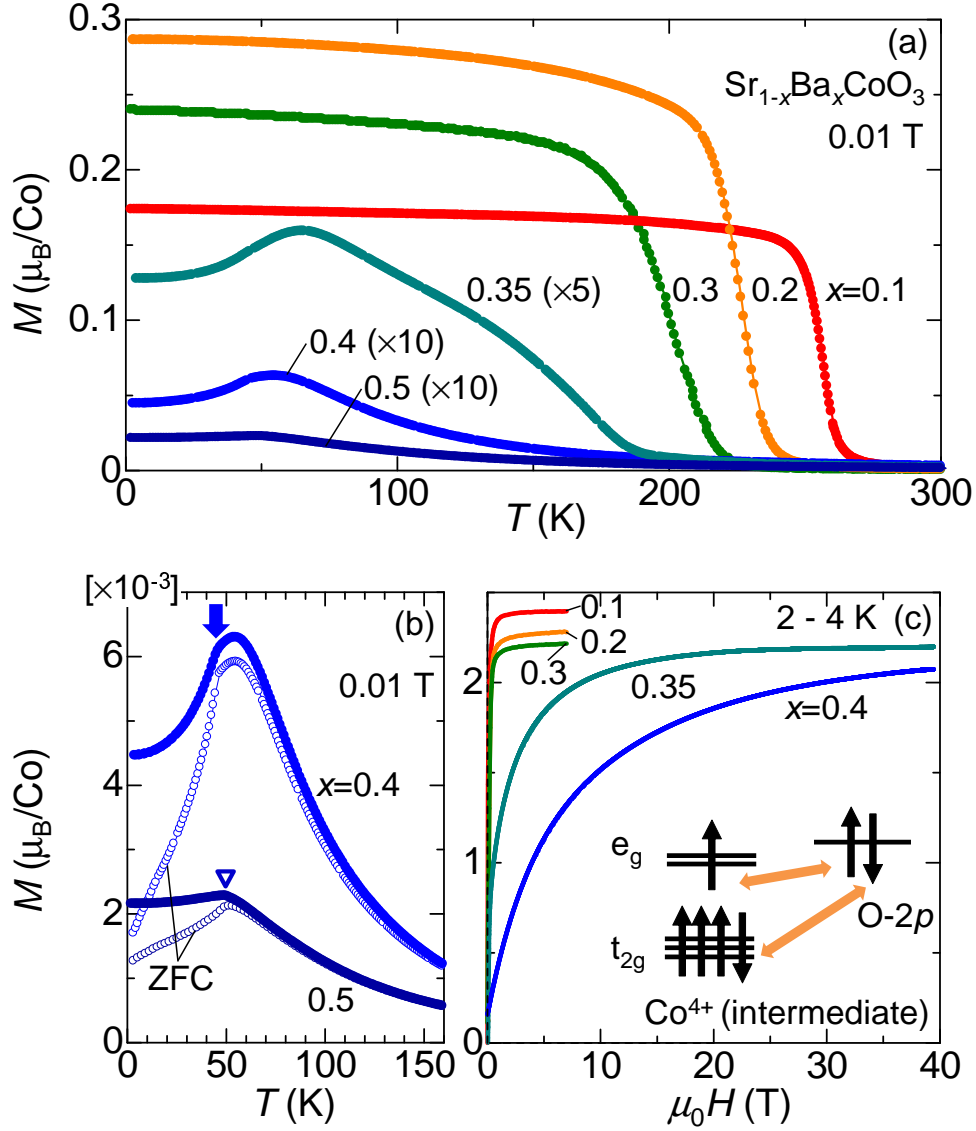 0.3
(a)
Sr1-xBaxCoO3
0.01 T
0.2
M (μB/Co)
0.35 (×5)
0.3
0.2
x=0.1
0.1
0.4 (×10)
0.5 (×10)
0
0
100
200
300
T (K)
[×10-3]
(b)
0.01 T
6
x=0.4
4
M (μB/Co)
2
ZFC
0.5
0
0
50
100
150
T (K)
0.1
2 - 4 K
(c)
0.2
0.3
2
0.35
x=0.4
1
eg
O-2p
t2g
Co4+ (intermediate)
0
0
10
20
30
40
μ0H (T)